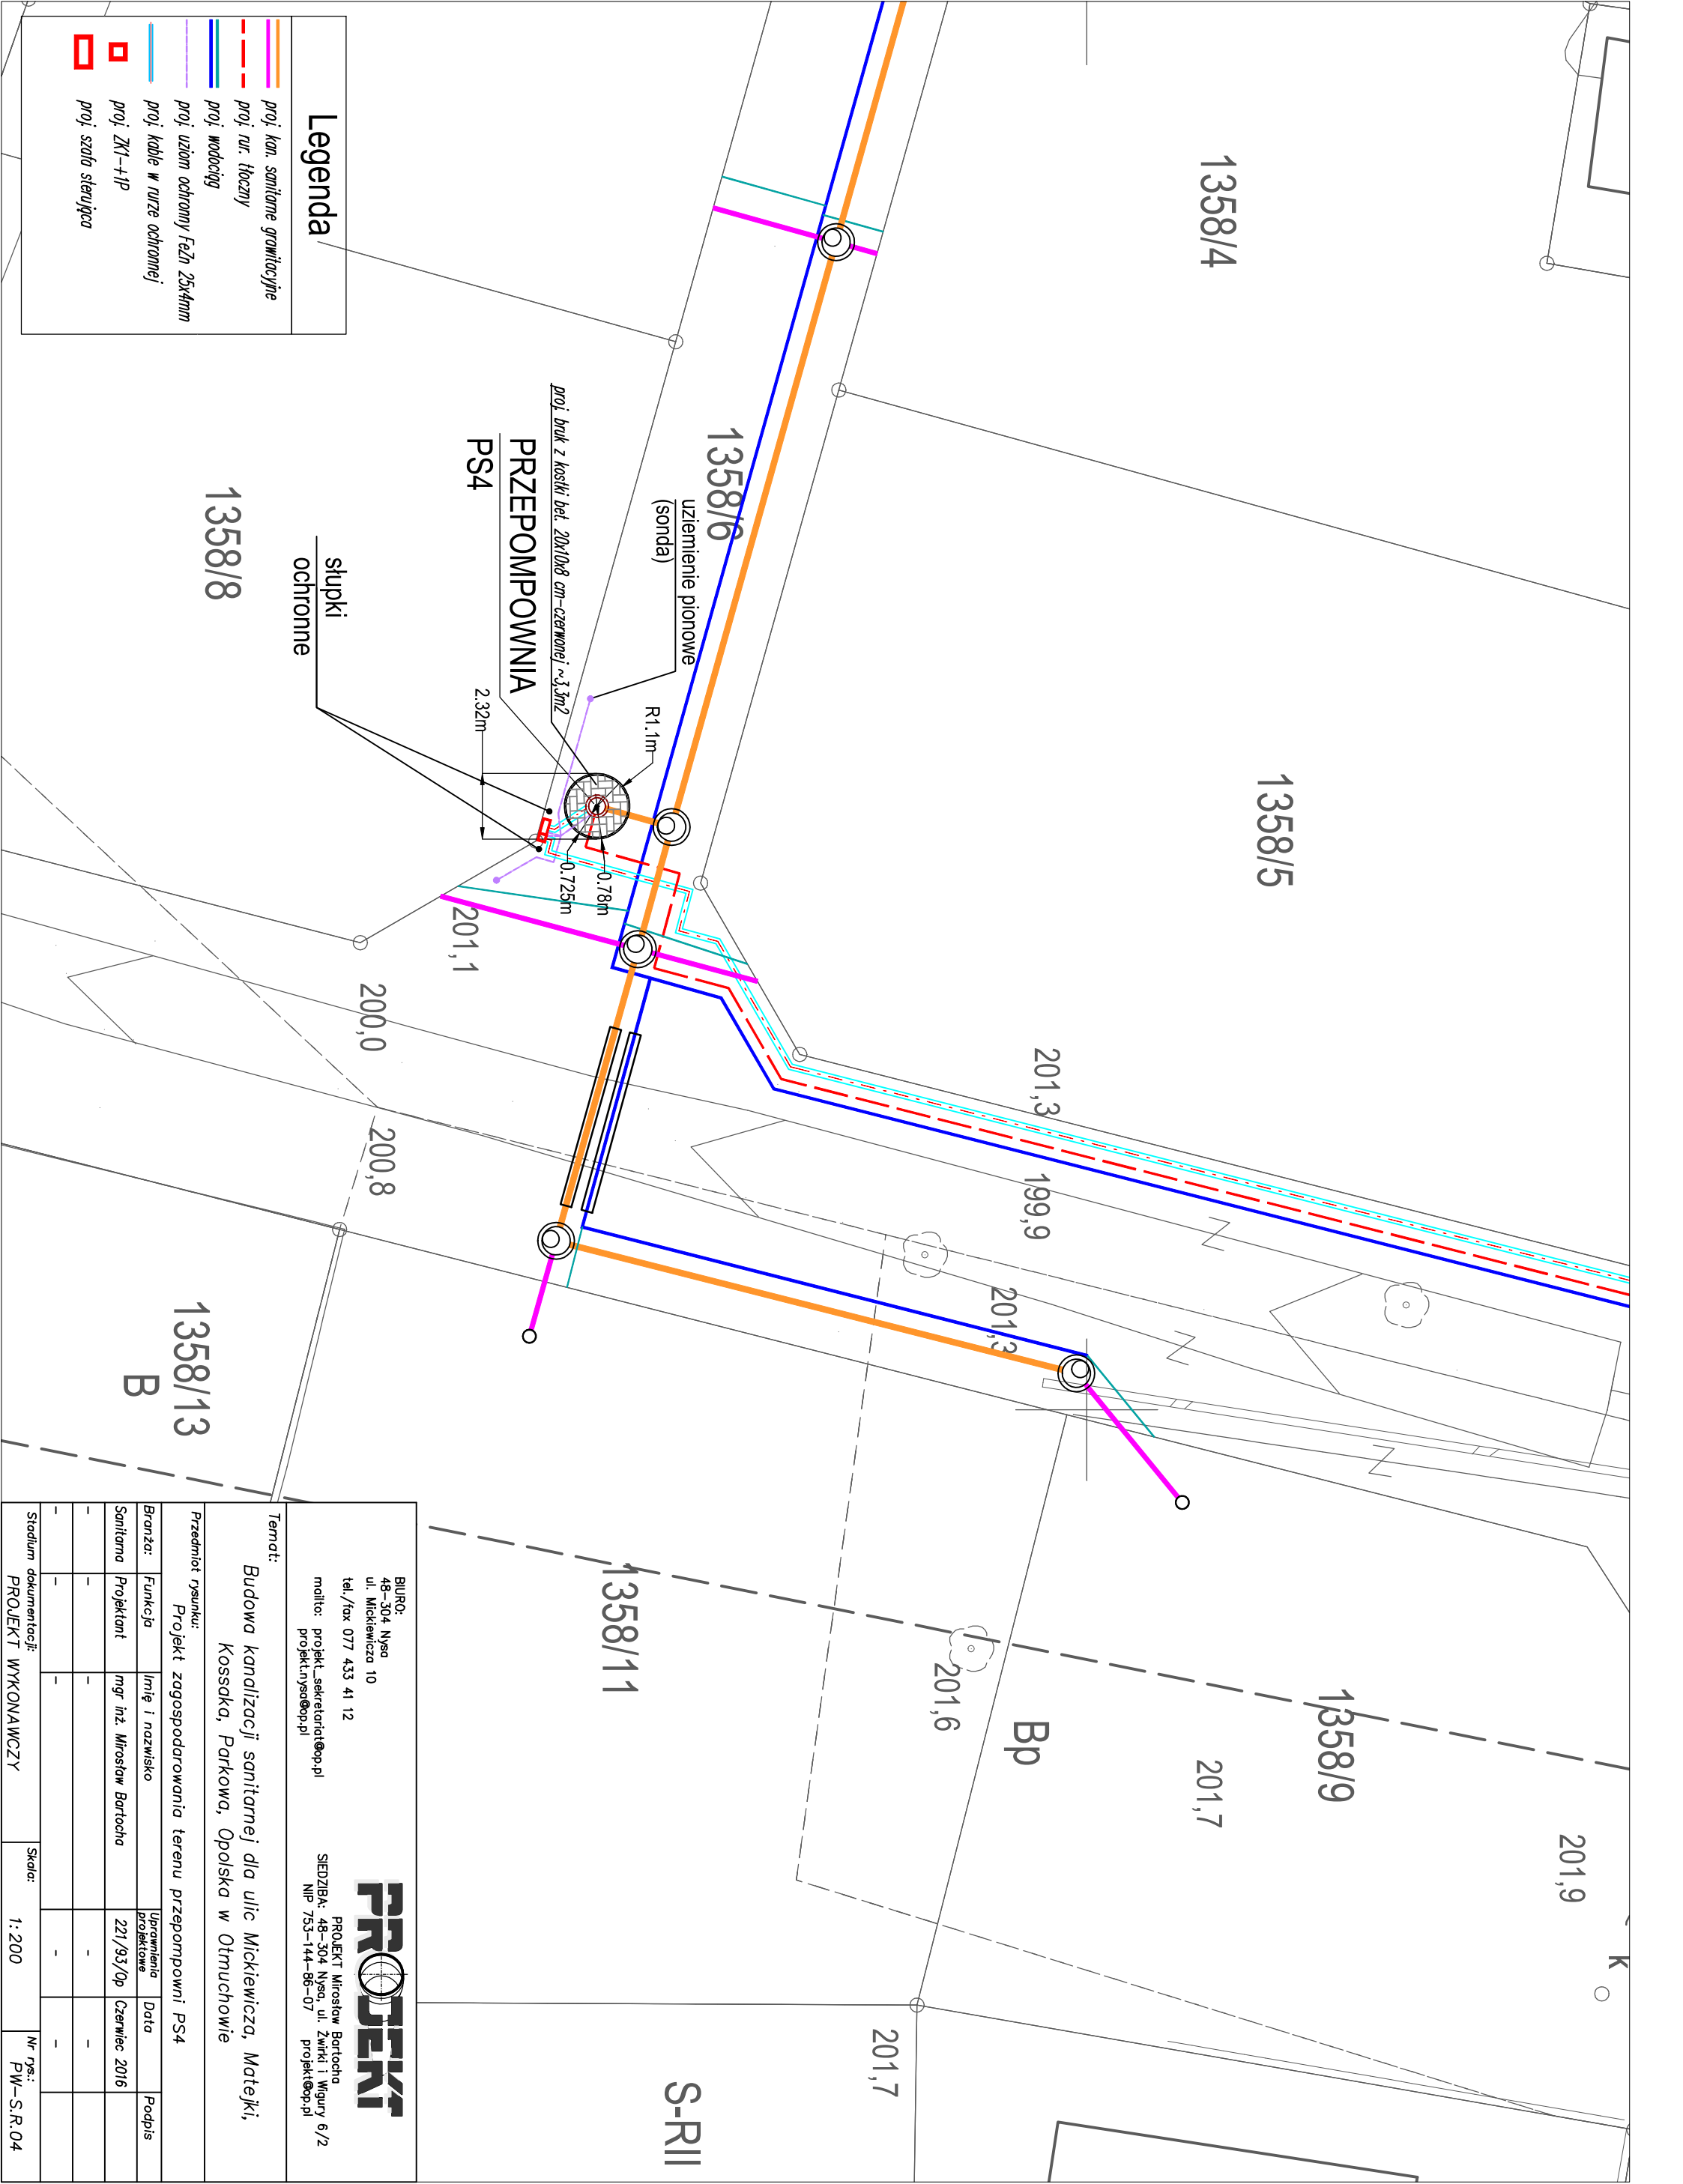 Legenda
proj. kan. sanitarne grawitacyjne
proj. rur. tłoczny
proj. wodociąg
proj. uziom ochronny FeZn 25x4mm
proj. kable w rurze ochronnej
proj. ZK1-+1P
proj. szafa sterująca
1358/4
1358/6
1358/5
1358/8
proj. bruk z kostki bet. 20x10x8 cm-czerwonej ~3,3m2
PRZEPOMPOWNIA
PS4
uziemienie pionowe
(sonda)
słupki
ochronne
R1.1m
2.32m
0.78m
0.725m
201,1
200,0
200,8
201,3
199,9
201,3
1358/13
B
1358/11
201,6
Bp
1358/9
201,7
201,9
k
201,7
S-RII
BIURO:
48-304 Nysa
ul. Mickiewicza 10
tel./fax 077 433 41 12
mailto: projekt_sekretariat@op.pl
projekt.nysa@op.pl
PROJEKT
PROJEKT Mirosław Bartocha
SIEDZIBA: 48-304 Nysa, ul. Żwirki i Wigury 6/2
NIP 753-144-86-07 projekt@op.pl
Temat:
Budowa kanalizacji sanitarnej dla ulic Mickiewicza, Matejki,
Kossaka, Parkowa, Opolska w Otmuchowie
Przedmiot rysunku:
Projekt zagospodarowania terenu przepompowni PS4
Branża: Funkcja Imię i nazwisko Uprawnienia projektowe Data Podpis
Sanitarna Projektant mgr inż. Mirosław Bartocha 221/93/Op Czerwiec 2016
- - - - -
- - - - -
Stadium dokumentacji: Skala: Nr rys.:
PROJEKT WYKONAWCZY 1:200 PW-S.R.04